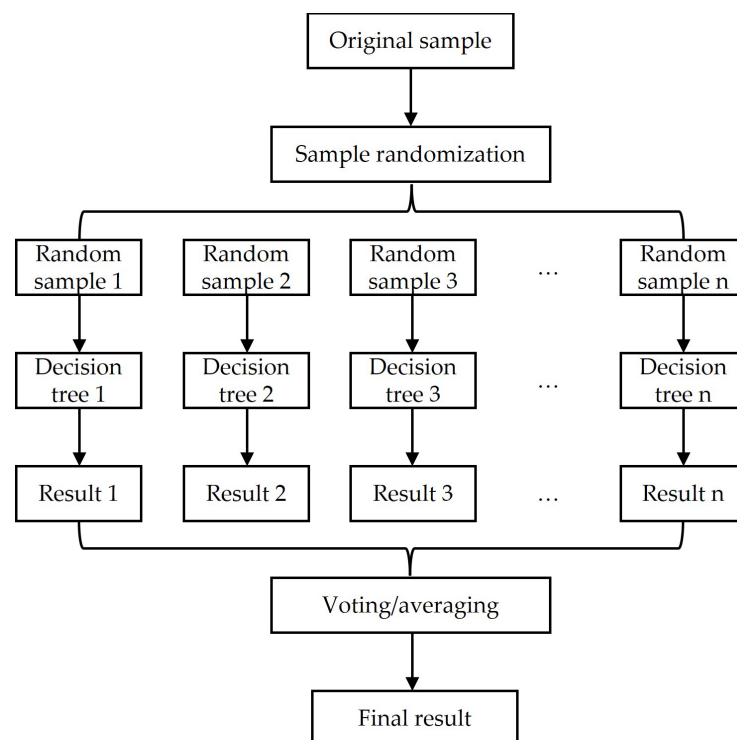 Original sample
Sample randomization
Random
sample 1
Random
sample 2
Random
sample 3
...
Random
sample n
Decision
tree 1
Decision
tree 2
Decision
tree 3
...
Decision
tree n
Result 1
Result 2
Result 3
...
Result n
Voting/averaging
Final result